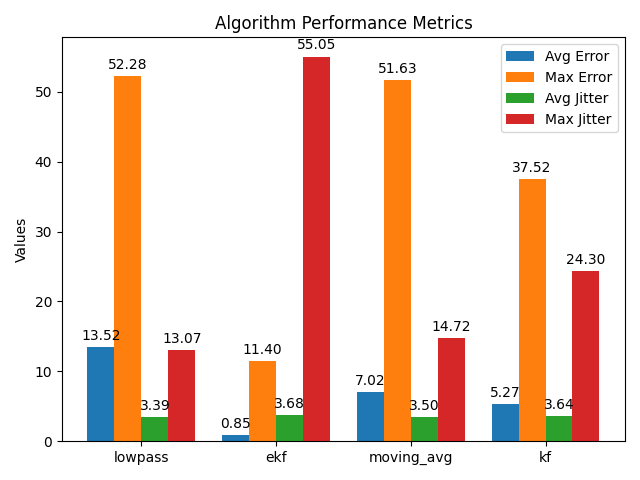 Algorithm Performance Metrics
Avg Error
Max Error
Avg Jitter
Max Jitter
Values
50
40
30
20
10
0
13.52
52.28
3.39
13.07
0.85
11.40
3.68
55.05
7.02
51.63
3.50
14.72
5.27
37.52
3.64
24.30
lowpass
ekf
moving_avg
kf